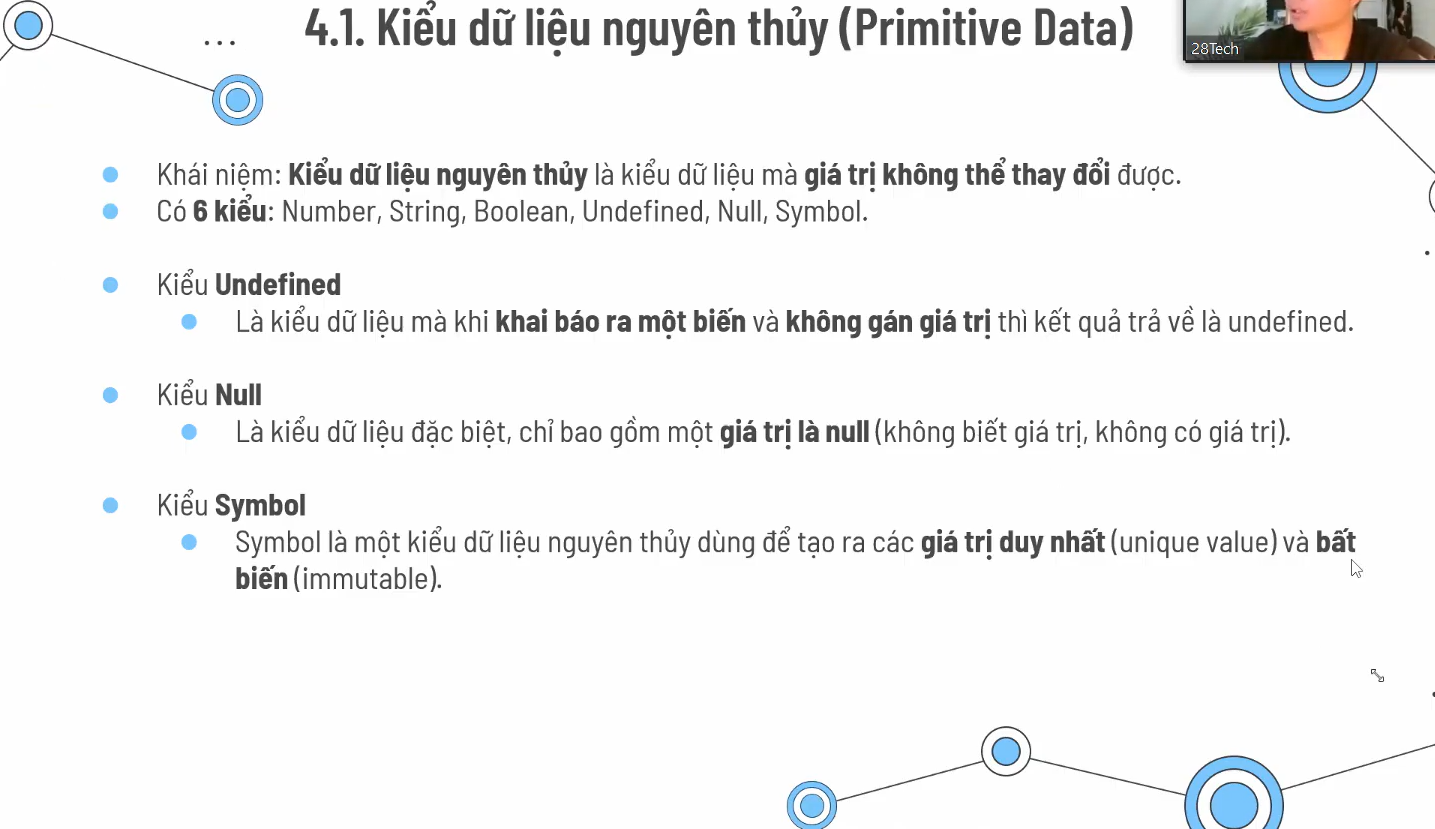 4.1. Kiểu dữ liệu nguyên thủy (Primitive Data)
28Tech
Khái niệm: Kiểu dữ liệu nguyên thủy là kiểu dữ liệu mà giá trị không thể thay đổi được.
Có 6 kiểu: Number, String, Boolean, Undefined, Null, Symbol.
Kiểu Undefined
Là kiểu dữ liệu mà khi khai báo ra một biến và không gán giá trị thì kết quả trả về là undefined.
Kiểu Null
Là kiểu dữ liệu đặc biệt, chỉ bao gồm một giá trị là null (không biết giá trị, không có giá trị).
Kiểu Symbol
Symbol là một kiểu dữ liệu nguyên thủy dùng để tạo ra các giá trị duy nhất (unique value) và bất
biến (immutable).